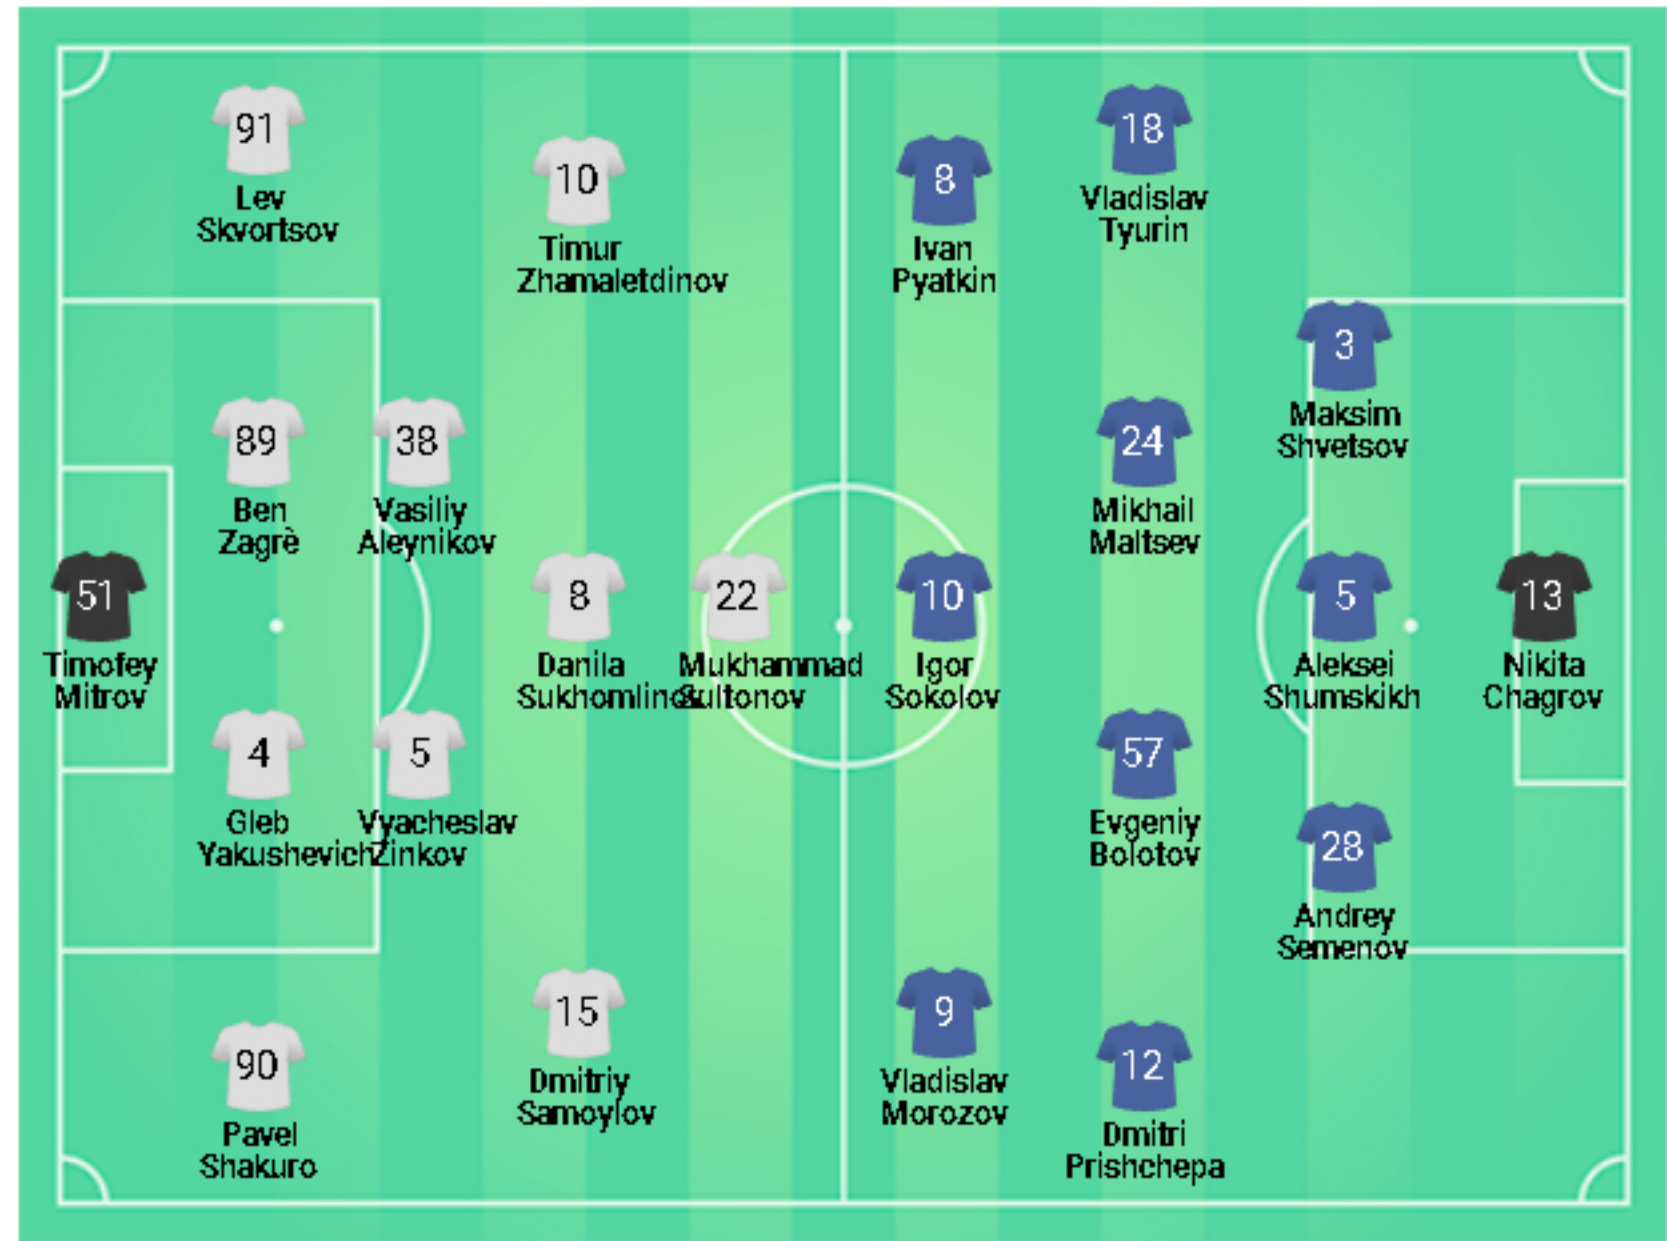 91
Lev
Skvortsov
10
Timur
Zhamaletdinov
8
Ivan
Pyatkin
18
Vladislav
Tyurin
3
Maksim
Shvetsov
89
Ben
Zagrè
38
Vasiliy
Aleynikov
24
Mikhail
Maltsev
51
Timofey
Mitrov
8
Danila
Sukhomlinov
22
Mukhammad
Sultonov
10
Igor
Sokolov
5
Aleksei
Shumskikh
13
Nikita
Chagrov
4
Gleb
Yakushevich
5
Vyacheslav
Zinkov
57
Evgeniy
Bolotov
28
Andrey
Semenov
15
Dmitriy
Samoylov
9
Vladislav
Morozov
90
Pavel
Shakuro
12
Dmitri
Prishchepa